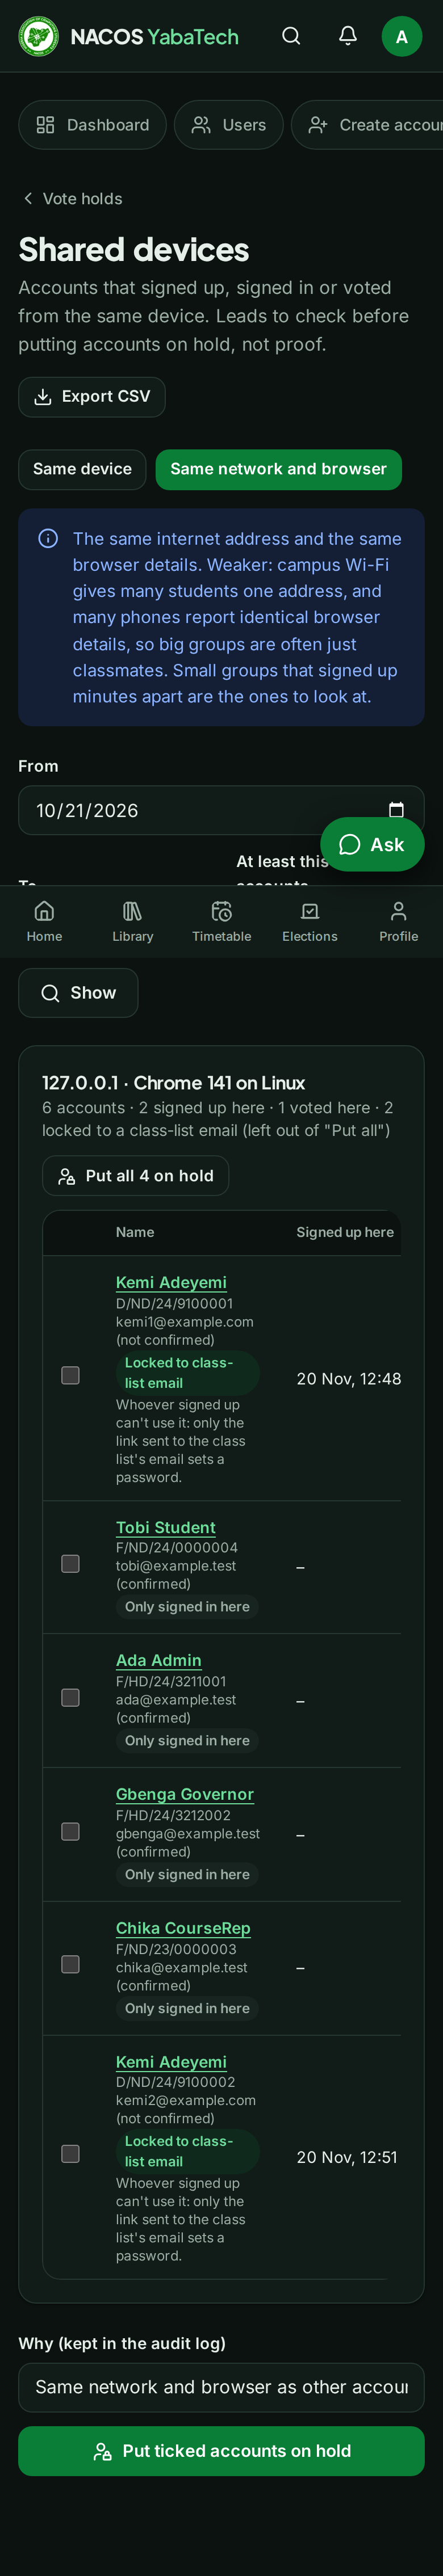 NACOS YabaTech
A
Dashboard
Users
Create accour
Vote holds
Shared devices
Accounts that signed up, signed in or voted
from the same device. Leads to check before
putting accounts on hold, not proof.
Export CSV
Same device
Same network and browser
The same internet address and the same
browser details. Weaker: campus Wi-Fi
gives many students one address, and
many phones report identical browser
details, so big groups are often just
classmates. Small groups that signed up
minutes apart are the ones to look at.
From
10/21/2026
At least this
Ask
Home
Library
Timetable
Elections
Profile
Show
127.0.0.1 · Chrome 141 on Linux
6 accounts · 2 signed up here · 1 voted here · 2
locked to a class-list email (left out of "Put all")
Put all 4 on hold
Name
Signed up here
Kemi Adeyemi
D/ND/24/9100001
kemi1@example.com
(not confirmed)
Locked to class-
list email
Whoever signed up
can't use it: only the
link sent to the class
list's email sets a
password.
20 Nov, 12:48
Tobi Student
F/ND/24/0000004
tobi@example.test
(confirmed)
Only signed in here
–
Ada Admin
F/HD/24/3211001
ada@example.test
(confirmed)
Only signed in here
–
Gbenga Governor
F/HD/24/3212002
gbenga@example.test
(confirmed)
Only signed in here
–
Chika CourseRep
F/ND/23/0000003
chika@example.test
(confirmed)
Only signed in here
–
Kemi Adeyemi
D/ND/24/9100002
kemi2@example.com
(not confirmed)
Locked to class-
list email
Whoever signed up
can't use it: only the
link sent to the class
list's email sets a
password.
20 Nov, 12:51
Why (kept in the audit log)
Same network and browser as other accour
Put ticked accounts on hold